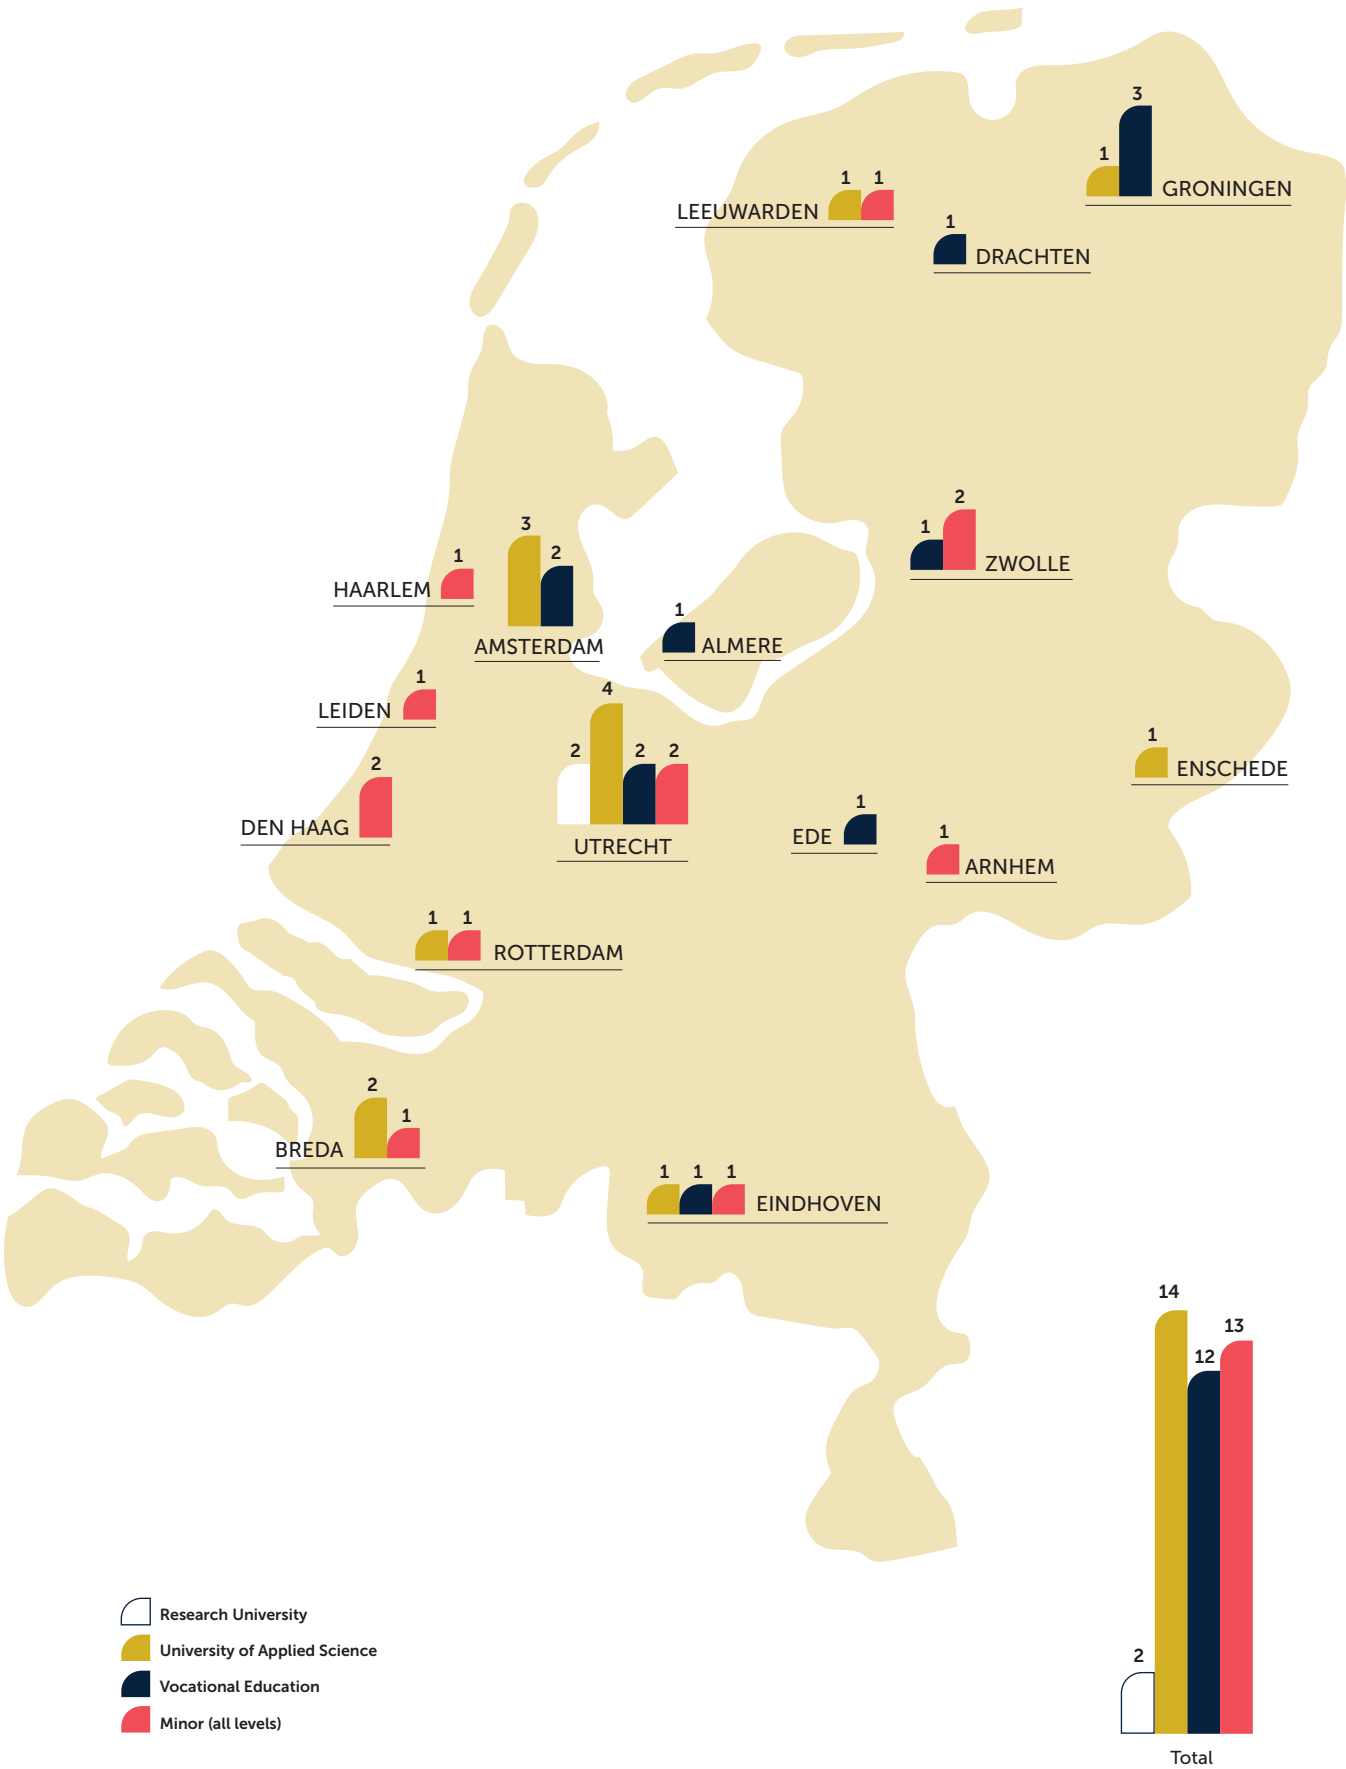 3
1
GRONINGEN
1 1
LEEUWARDEN
1
DRACHTEN
2
1
ZWOLLE
3
2
AMSTERDAM
1
HAARLEM
1
ALMERE
1
LEIDEN
4
2 2 2
UTRECHT
1
ENSCHEDE
2
DEN HAAG
1
EDE
1
ARNHEM
1 1
ROTTERDAM
2
1
BREDA
1 1 1
EINDHOVEN
14
13
12
2
Total
Research University
University of Applied Science
Vocational Education
Minor (all levels)